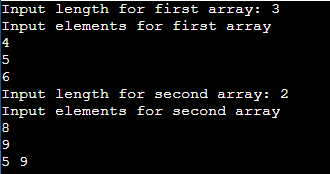 Input length for first array: 3
Input elements for first array
4
5
6
Input length for second array: 2
Input elements for second array
8
9
5 9